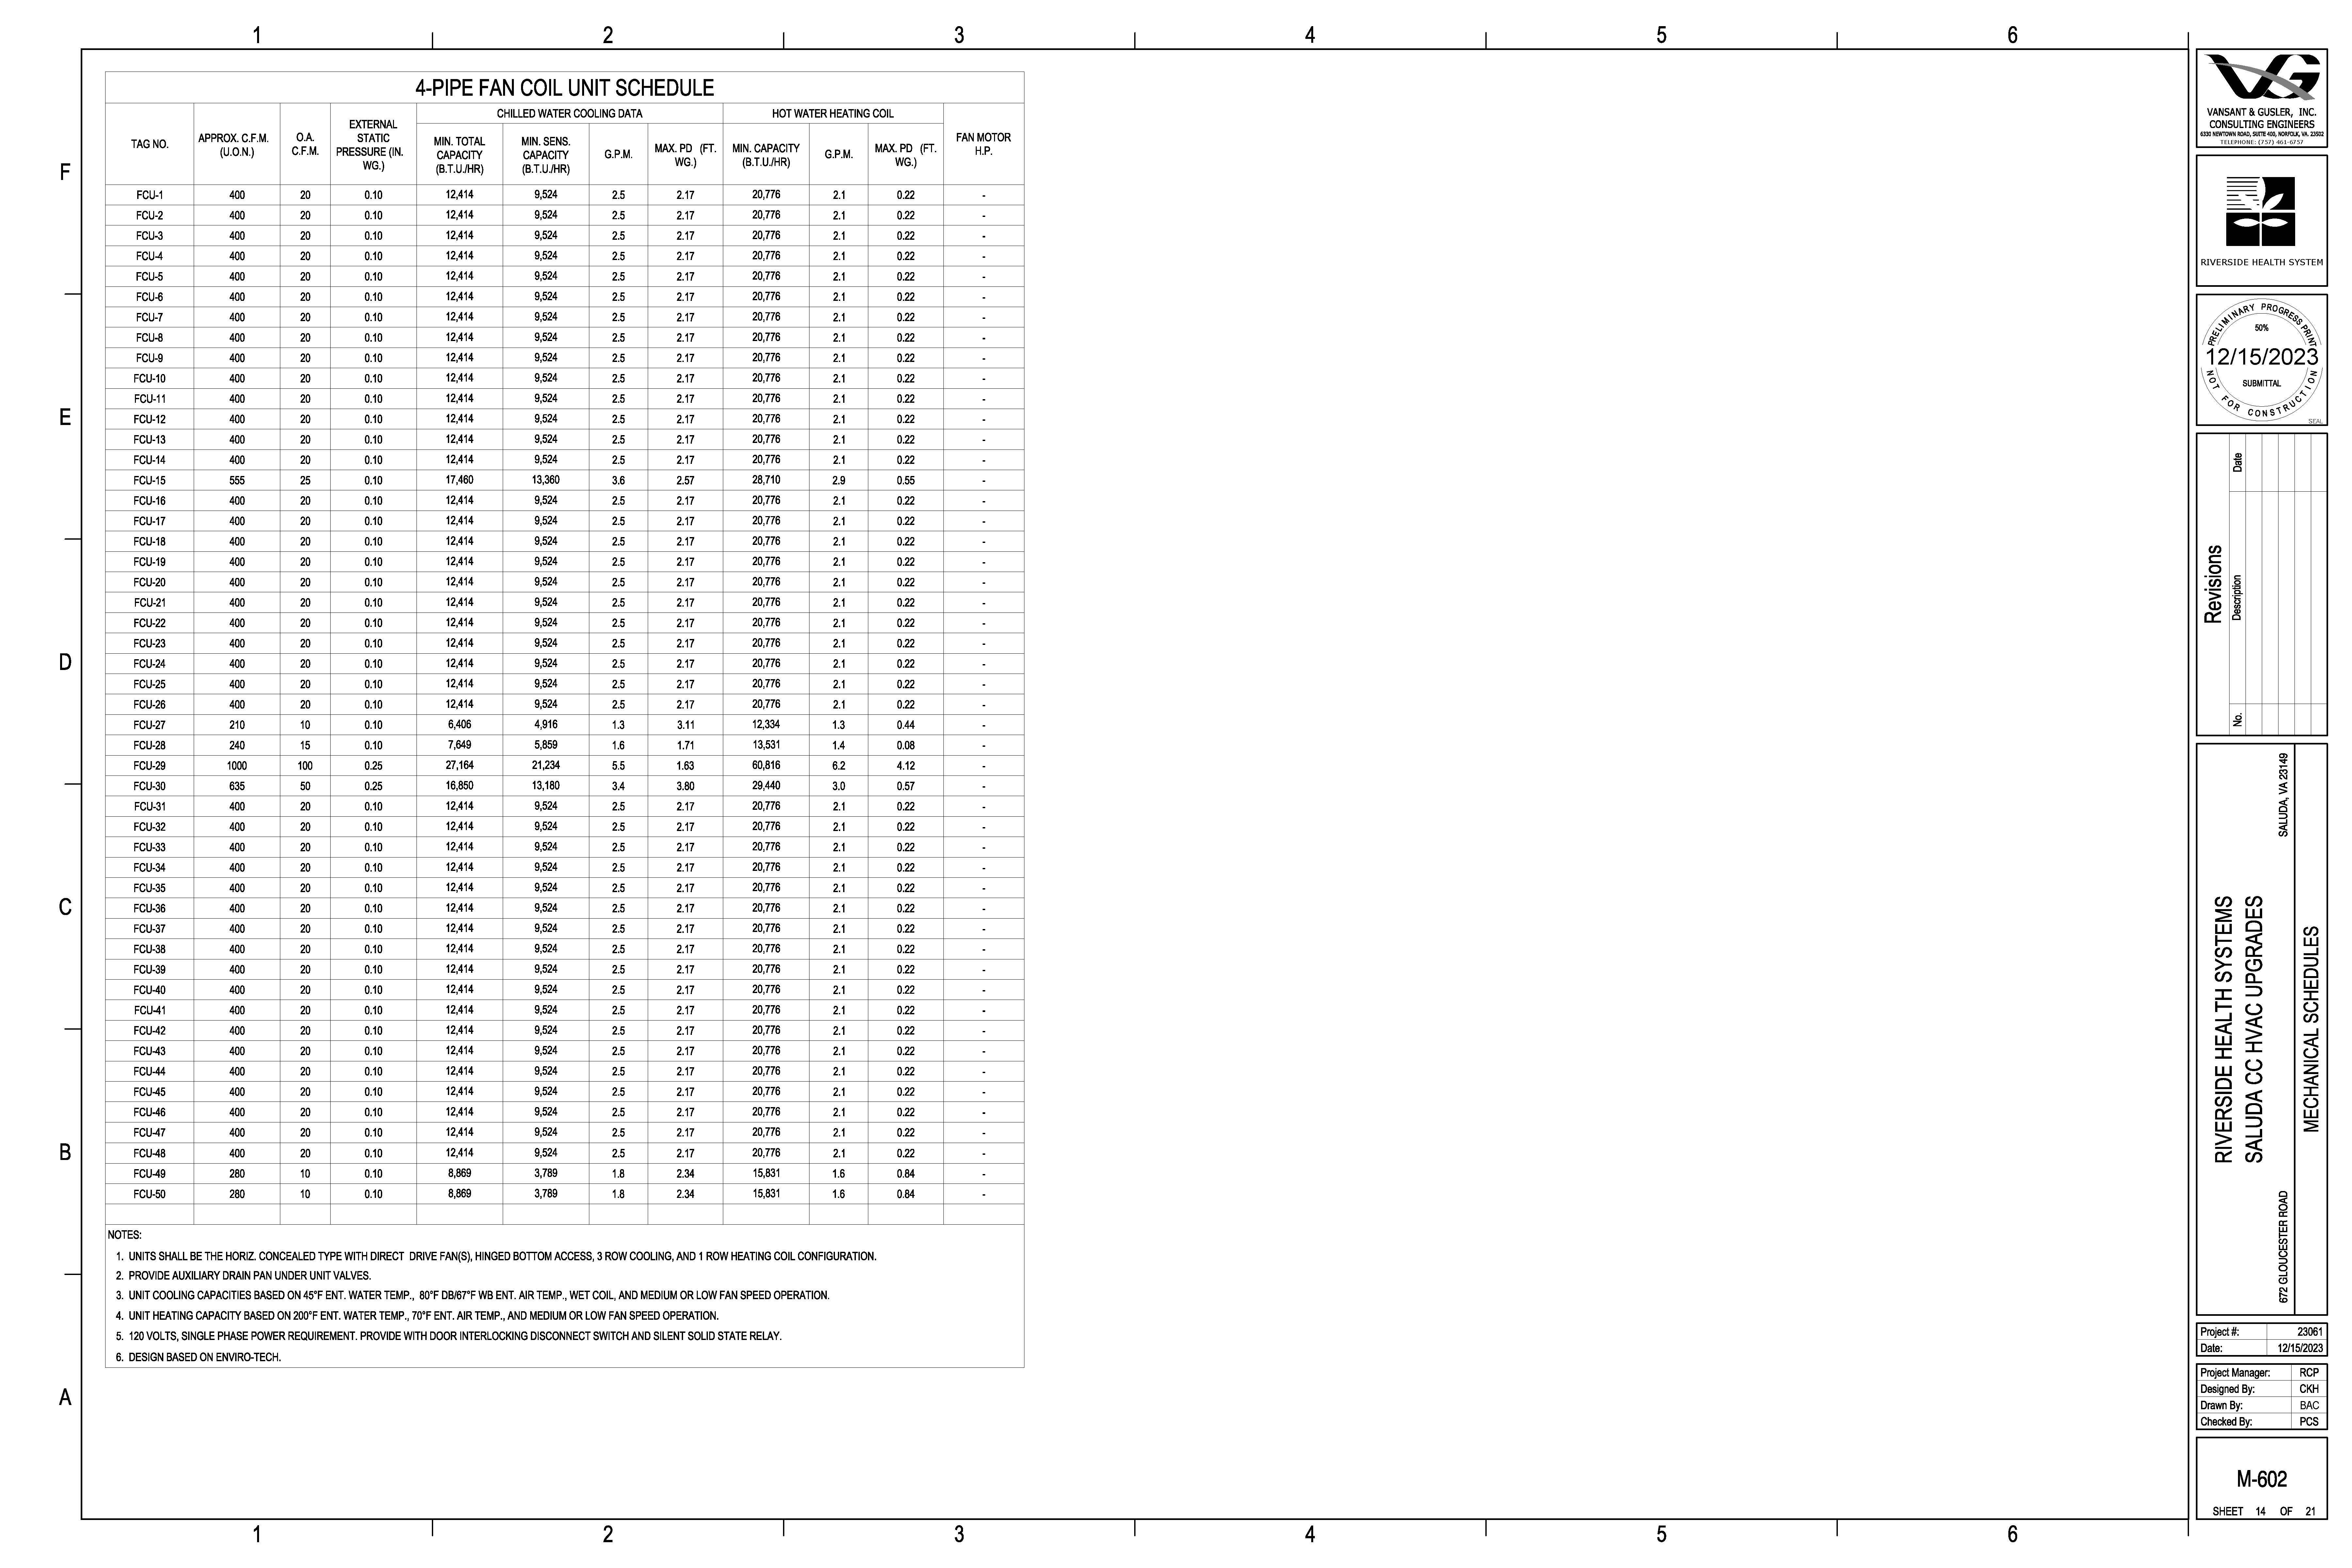 1 2 3 4 5 6
4-PIPE FAN COIL UNIT SCHEDULE
TAG NO. APPROX. C.F.M. (U.O.N.) O.A. C.F.M. EXTERNAL STATIC PRESSURE (IN. WG.) CHILLED WATER COOLING DATA HOT WATER HEATING COIL FAN MOTOR H.P.
MIN. TOTAL CAPACITY (B.T.U./HR) MIN. SENS. CAPACITY (B.T.U./HR) G.P.M. MAX. PD (FT. WG.) MIN. CAPACITY (B.T.U./HR) G.P.M. MAX. PD (FT. WG.)
FCU-1 400 20 0.10 12,414 9,524 2.5 2.17 20,776 2.1 0.22 -
FCU-2 400 20 0.10 12,414 9,524 2.5 2.17 20,776 2.1 0.22 -
FCU-3 400 20 0.10 12,414 9,524 2.5 2.17 20,776 2.1 0.22 -
FCU-4 400 20 0.10 12,414 9,524 2.5 2.17 20,776 2.1 0.22 -
FCU-5 400 20 0.10 12,414 9,524 2.5 2.17 20,776 2.1 0.22 -
FCU-6 400 20 0.10 12,414 9,524 2.5 2.17 20,776 2.1 0.22 -
FCU-7 400 20 0.10 12,414 9,524 2.5 2.17 20,776 2.1 0.22 -
FCU-8 400 20 0.10 12,414 9,524 2.5 2.17 20,776 2.1 0.22 -
FCU-9 400 20 0.10 12,414 9,524 2.5 2.17 20,776 2.1 0.22 -
FCU-10 400 20 0.10 12,414 9,524 2.5 2.17 20,776 2.1 0.22 -
FCU-11 400 20 0.10 12,414 9,524 2.5 2.17 20,776 2.1 0.22 -
FCU-12 400 20 0.10 12,414 9,524 2.5 2.17 20,776 2.1 0.22 -
FCU-13 400 20 0.10 12,414 9,524 2.5 2.17 20,776 2.1 0.22 -
FCU-14 400 20 0.10 12,414 9,524 2.5 2.17 20,776 2.1 0.22 -
FCU-15 555 25 0.10 17,460 13,360 3.6 2.57 28,710 2.9 0.55 -
FCU-16 400 20 0.10 12,414 9,524 2.5 2.17 20,776 2.1 0.22 -
FCU-17 400 20 0.10 12,414 9,524 2.5 2.17 20,776 2.1 0.22 -
FCU-18 400 20 0.10 12,414 9,524 2.5 2.17 20,776 2.1 0.22 -
FCU-19 400 20 0.10 12,414 9,524 2.5 2.17 20,776 2.1 0.22 -
FCU-20 400 20 0.10 12,414 9,524 2.5 2.17 20,776 2.1 0.22 -
FCU-21 400 20 0.10 12,414 9,524 2.5 2.17 20,776 2.1 0.22 -
FCU-22 400 20 0.10 12,414 9,524 2.5 2.17 20,776 2.1 0.22 -
FCU-23 400 20 0.10 12,414 9,524 2.5 2.17 20,776 2.1 0.22 -
FCU-24 400 20 0.10 12,414 9,524 2.5 2.17 20,776 2.1 0.22 -
FCU-25 400 20 0.10 12,414 9,524 2.5 2.17 20,776 2.1 0.22 -
FCU-26 400 20 0.10 12,414 9,524 2.5 2.17 20,776 2.1 0.22 -
FCU-27 210 10 0.10 6,406 4,916 1.3 3.11 12,334 1.3 0.44 -
FCU-28 240 15 0.10 7,649 5,859 1.6 1.71 13,531 1.4 0.08 -
FCU-29 1000 100 0.25 27,164 21,234 5.5 1.63 60,816 6.2 4.12 -
FCU-30 635 50 0.25 16,850 13,180 3.4 3.80 29,440 3.0 0.57 -
FCU-31 400 20 0.10 12,414 9,524 2.5 2.17 20,776 2.1 0.22 -
FCU-32 400 20 0.10 12,414 9,524 2.5 2.17 20,776 2.1 0.22 -
FCU-33 400 20 0.10 12,414 9,524 2.5 2.17 20,776 2.1 0.22 -
FCU-34 400 20 0.10 12,414 9,524 2.5 2.17 20,776 2.1 0.22 -
FCU-35 400 20 0.10 12,414 9,524 2.5 2.17 20,776 2.1 0.22 -
FCU-36 400 20 0.10 12,414 9,524 2.5 2.17 20,776 2.1 0.22 -
FCU-37 400 20 0.10 12,414 9,524 2.5 2.17 20,776 2.1 0.22 -
FCU-38 400 20 0.10 12,414 9,524 2.5 2.17 20,776 2.1 0.22 -
FCU-39 400 20 0.10 12,414 9,524 2.5 2.17 20,776 2.1 0.22 -
FCU-40 400 20 0.10 12,414 9,524 2.5 2.17 20,776 2.1 0.22 -
FCU-41 400 20 0.10 12,414 9,524 2.5 2.17 20,776 2.1 0.22 -
FCU-42 400 20 0.10 12,414 9,524 2.5 2.17 20,776 2.1 0.22 -
FCU-43 400 20 0.10 12,414 9,524 2.5 2.17 20,776 2.1 0.22 -
FCU-44 400 20 0.10 12,414 9,524 2.5 2.17 20,776 2.1 0.22 -
FCU-45 400 20 0.10 12,414 9,524 2.5 2.17 20,776 2.1 0.22 -
FCU-46 400 20 0.10 12,414 9,524 2.5 2.17 20,776 2.1 0.22 -
FCU-47 400 20 0.10 12,414 9,524 2.5 2.17 20,776 2.1 0.22 -
FCU-48 400 20 0.10 12,414 9,524 2.5 2.17 20,776 2.1 0.22 -
FCU-49 280 10 0.10 8,869 3,789 1.8 2.34 15,831 1.6 0.84 -
FCU-50 280 10 0.10 8,869 3,789 1.8 2.34 15,831 1.6 0.84 -
NOTES:
1. UNITS SHALL BE THE HORIZ. CONCEALED TYPE WITH DIRECT DRIVE FAN(S), HINGED BOTTOM ACCESS, 3 ROW COOLING, AND 1 ROW HEATING COIL CONFIGURATION.
2. PROVIDE AUXILIARY DRAIN PAN UNDER UNIT VALVES.
3. UNIT COOLING CAPACITIES BASED ON 45°F ENT. WATER TEMP., 80°F DB/67°F WB ENT. AIR TEMP., WET COIL, AND MEDIUM OR LOW FAN SPEED OPERATION.
4. UNIT HEATING CAPACITY BASED ON 200°F ENT. WATER TEMP., 70°F ENT. AIR TEMP., AND MEDIUM OR LOW FAN SPEED OPERATION.
5. 120 VOLTS, SINGLE PHASE POWER REQUIREMENT. PROVIDE WITH DOOR INTERLOCKING DISCONNECT SWITCH AND SILENT SOLID STATE RELAY.
6. DESIGN BASED ON ENVIRO-TECH.
F
E
D
C
B
A
1 2 3 4 5 6
VG
VANSANT & GUSLER, INC.
CONSULTING ENGINEERS
6330 NEWTOWN ROAD, SUITE 400, NORFOLK, VA. 23502
TELEPHONE: (757) 461-6757
RIVERSIDE HEALTH SYSTEM
PRELIMINARY PROGRESS PRINT
50%
12/15/2023
SUBMITTAL
NOT FOR CONSTRUCTION
SEAL
Revisions
No. Description Date
RIVERSIDE HEALTH SYSTEMS
SALUDA CC HVAC UPGRADES
672 GLOUCESTER ROAD SALUDA, VA 23149
MECHANICAL SCHEDULES
Project #: 23061
Date: 12/15/2023
Project Manager: RCP
Designed By: CKH
Drawn By: BAC
Checked By: PCS
M-602
SHEET 14 OF 21